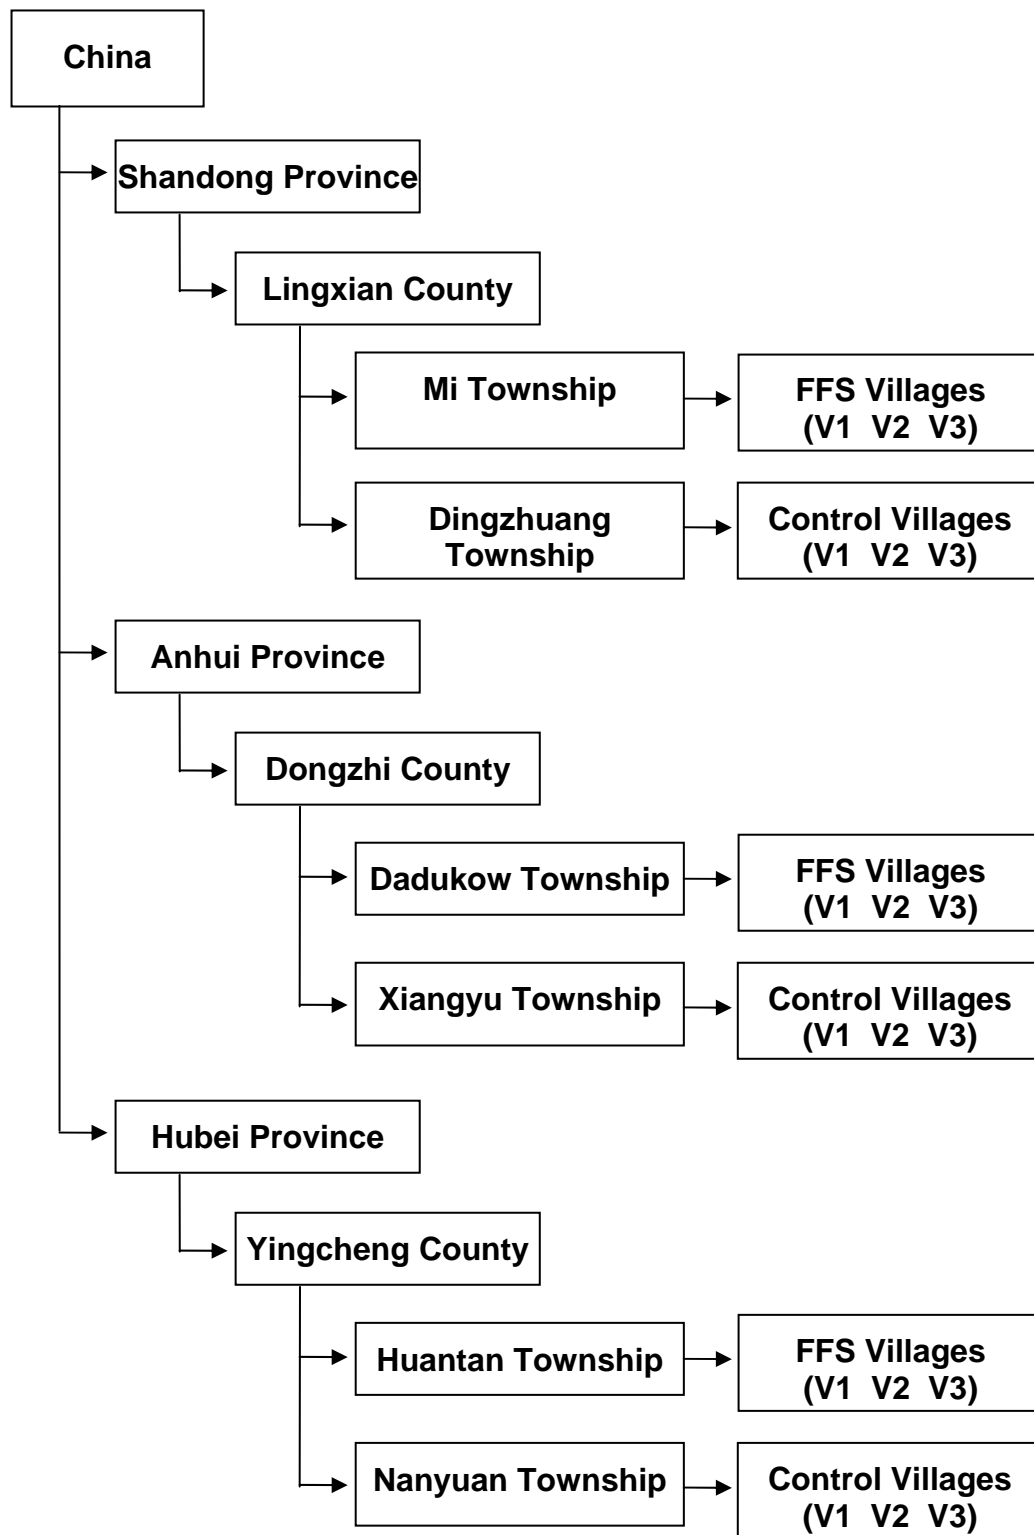 China
Shandong Province
Lingxian County
Mi Township
FFS Villages
(V1 V2 V3)
Dingzhuang
Township
Control Villages
(V1 V2 V3)
Anhui Province
Dongzhi County
Dadukow Township
FFS Villages
(V1 V2 V3)
Xiangyu Township
Control Villages
(V1 V2 V3)
Hubei Province
Yingcheng County
Huantan Township
FFS Villages
(V1 V2 V3)
Nanyuan Township
Control Villages
(V1 V2 V3)